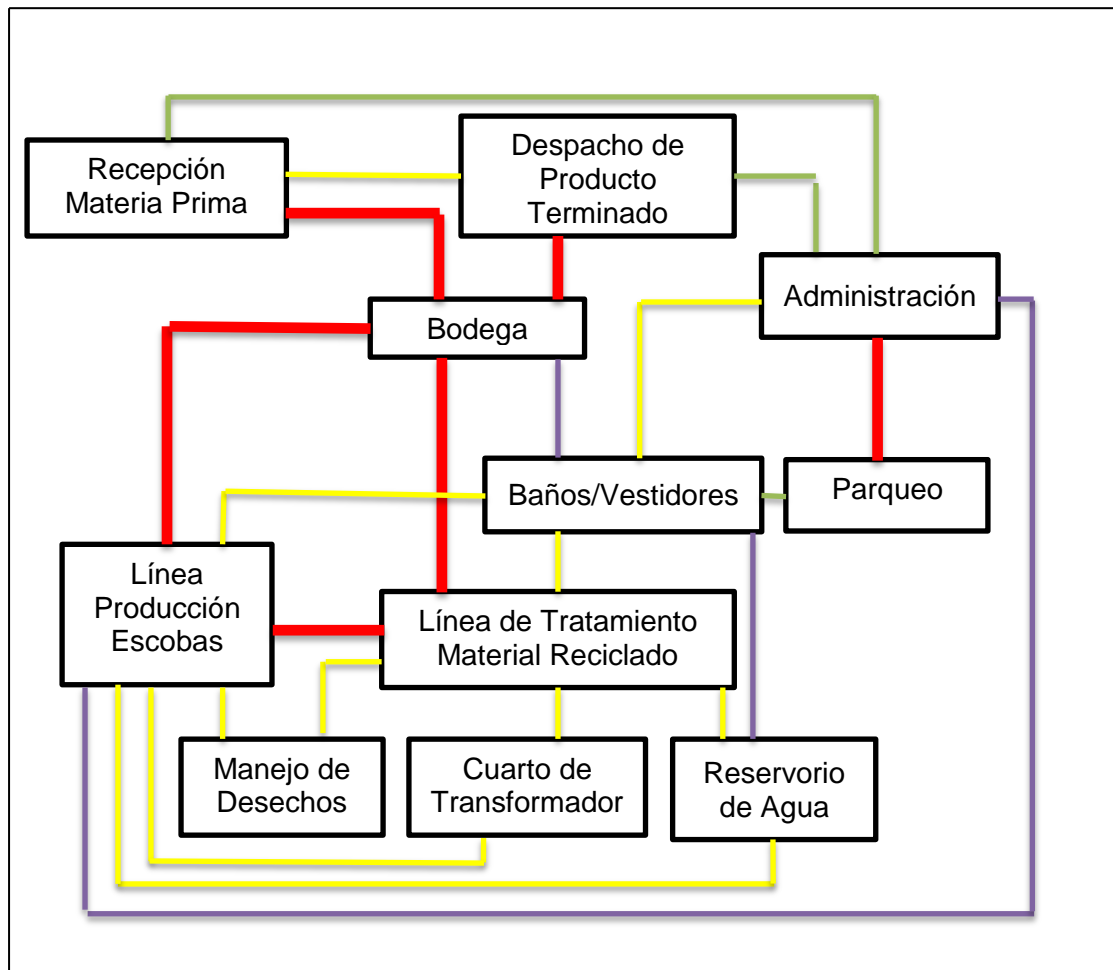 Recepción
Materia Prima
Despacho de
Producto
Terminado
Administración
Bodega
Baños/Vestidores
Parqueo
Línea
Producción
Escobas
Línea de Tratamiento
Material Reciclado
Manejo de
Desechos
Cuarto de
Transformador
Reservorio
de Agua